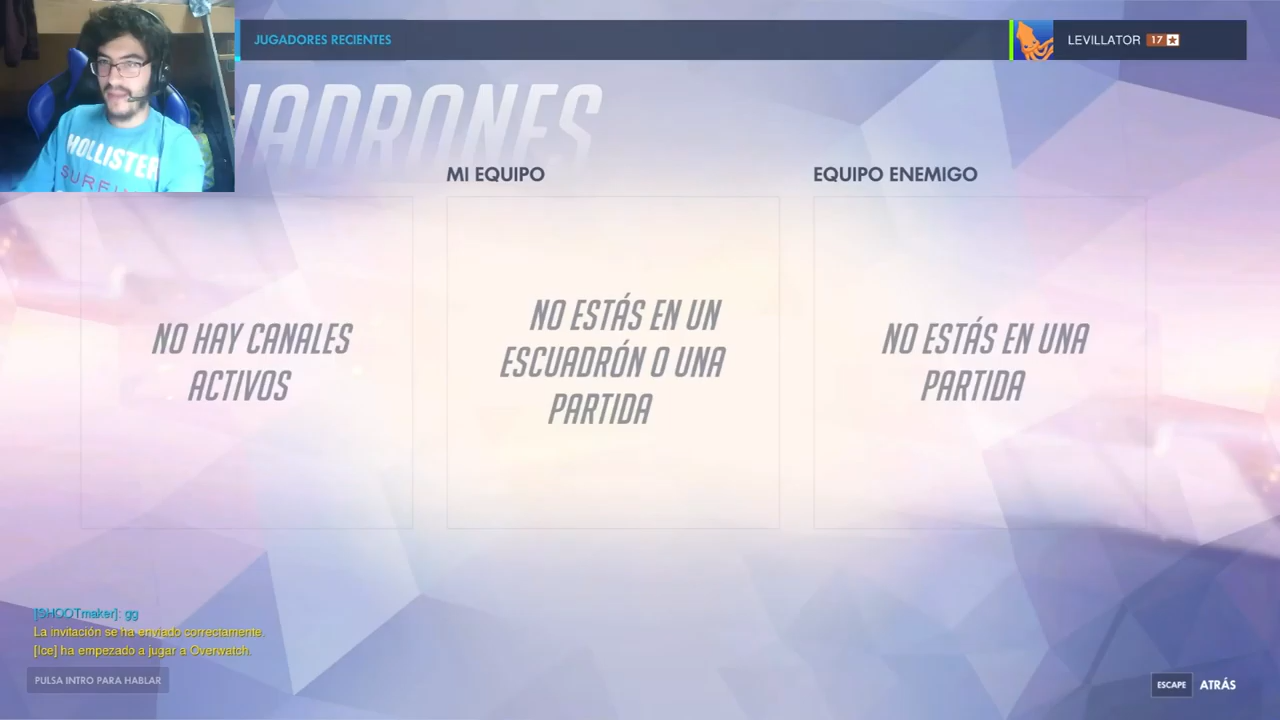 JUGADORES RECIENTES
LEVILLATOR 17
UADRONES
HOLLISTER
MI EQUIPO
EQUIPO ENEMIGO
NO HAY CANALES
ACTIVOS
NO ESTÁS EN UN
ESCUADRÓN O UNA
PARTIDA
NO ESTÁS EN UNA
PARTIDA
[SHOOTmaker]: gg
La invitación se ha enviado correctamente.
[Ice] ha empezado a jugar a Overwatch.
PULSA INTRO PARA HABLAR
ESCAPE ATRÁS